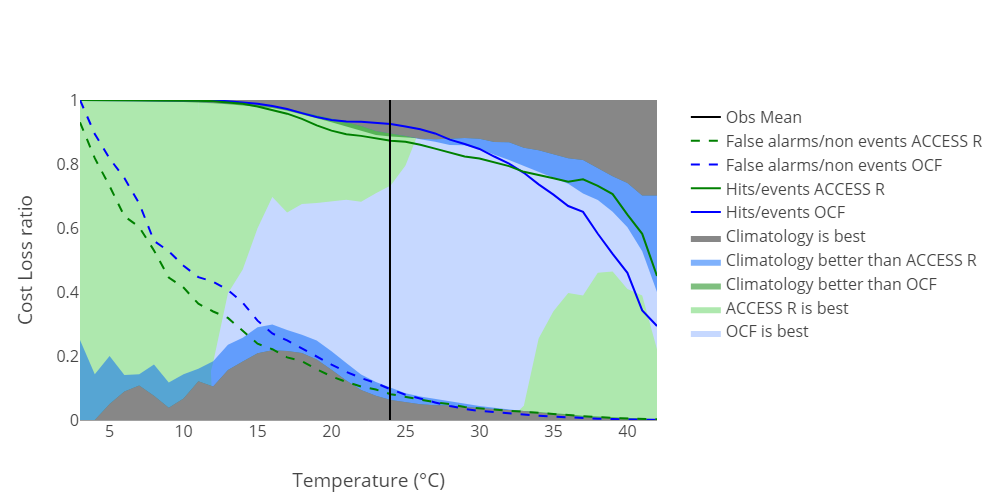 1
0.8
0.6
0.4
0.2
0
Cost Loss ratio
5 10 15 20 25 30 35 40
Temperature (°C)
Obs Mean
False alarms/non events ACCESS R
False alarms/non events OCF
Hits/events ACCESS R
Hits/events OCF
Climatology is best
Climatology better than ACCESS R
Climatology better than OCF
ACCESS R is best
OCF is best